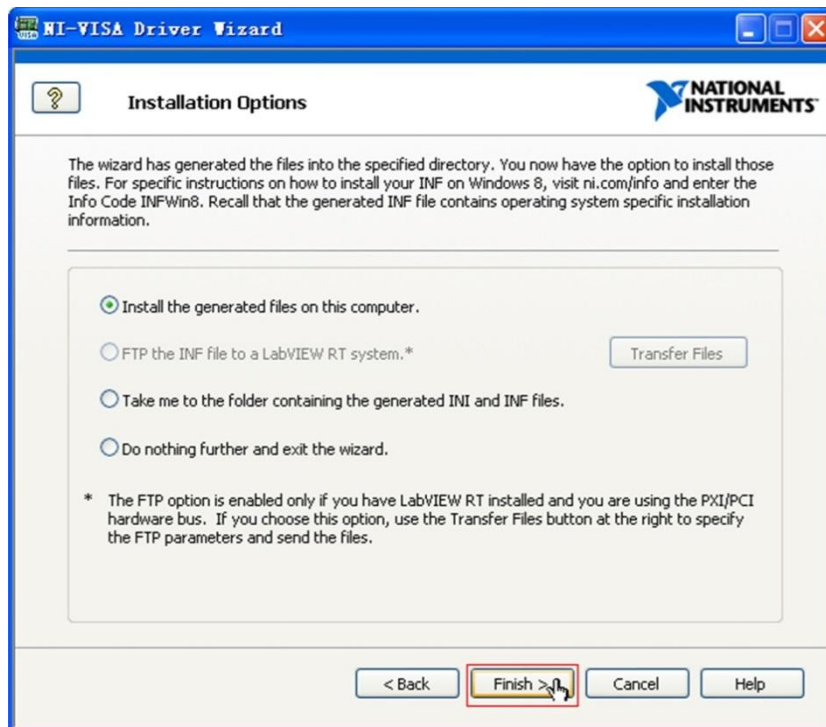 NI-VISA Driver Wizard
Installation Options
NATIONAL
INSTRUMENTS
The wizard has generated the files into the specified directory. You now have the option to install those
files. For specific instructions on how to install your INF on Windows 8, visit ni.com/info and enter the
Info Code INFWin8. Recall that the generated INF file contains operating system specific installation
information.
Install the generated files on this computer.
FTP the INF file to a LabVIEW RT system.*
Transfer Files
Take me to the folder containing the generated INI and INF files.
Do nothing further and exit the wizard.
* The FTP option is enabled only if you have LabVIEW RT installed and you are using the PXI/PCI
hardware bus. If you choose this option, use the Transfer Files button at the right to specify
the FTP parameters and send the files.
< Back
Finish >
Cancel
Help